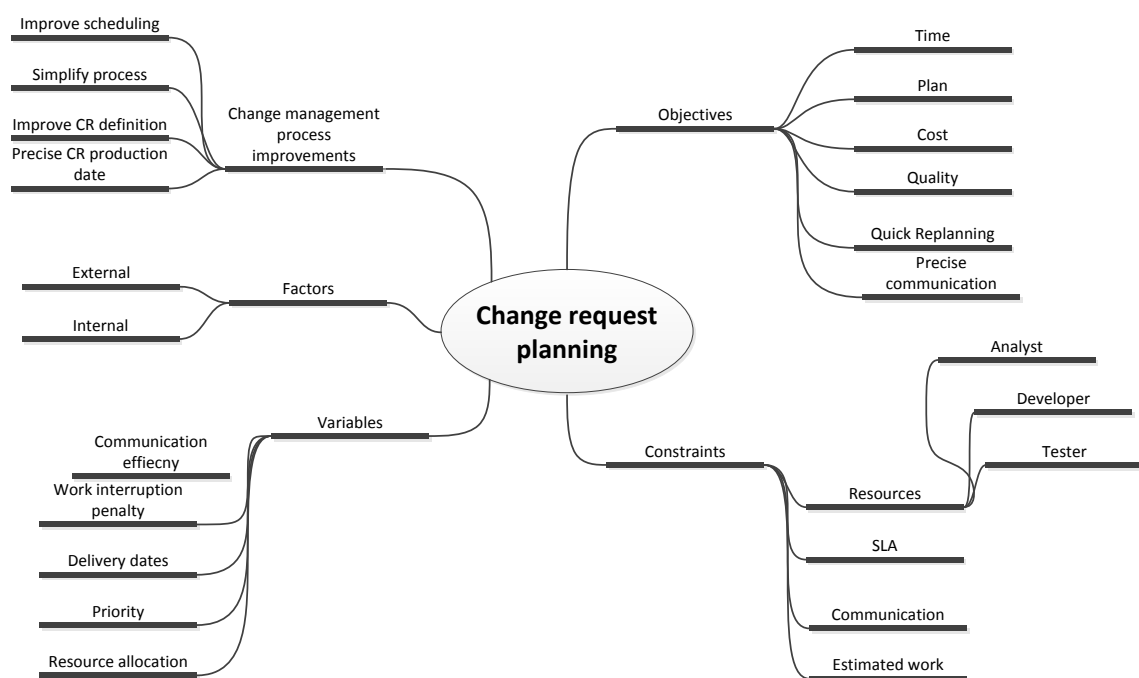 Improve scheduling
Simplify process
Improve CR definition
Precise CR production
date
Change management
process
improvements
External
Internal
Factors
Variables
Communication
effiecny
Work interruption
penalty
Delivery dates
Priority
Resource allocation
Change request
planning
Objectives
Time
Plan
Cost
Quality
Quick Replanning
Precise
communication
Constraints
Resources
Analyst
Developer
Tester
SLA
Communication
Estimated work